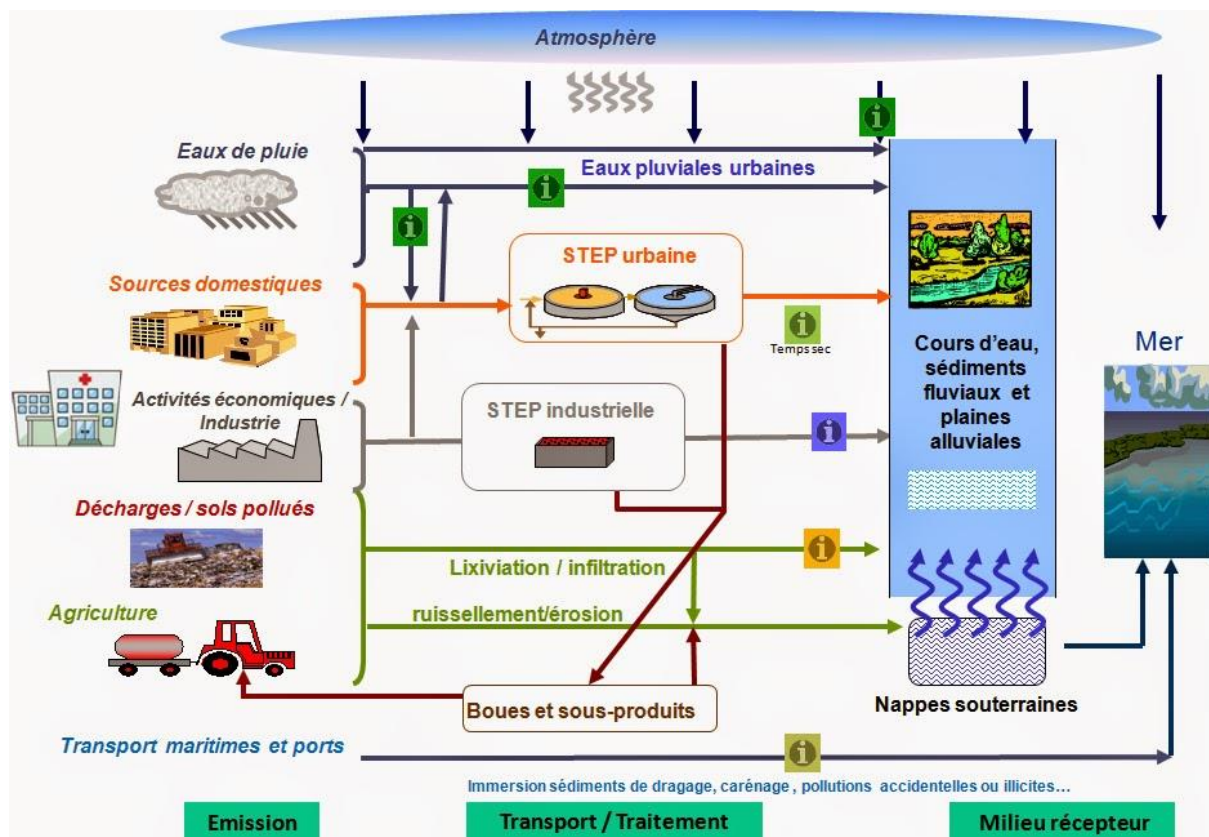 Atmosphère
Eaux de pluie
Eaux pluviales urbaines
Sources domestiques
STEP urbaine
Temps sec
Cours d'eau,
sédiments
fluviaux et
plaines
alluviales
Mer
Activités économiques /
Industrie
STEP industrielle
Décharges / sols pollués
Lixiviation / infiltration
Agriculture
ruissellement/érosion
Boues et sous-produits
Nappes souterraines
Transport maritimes et ports
Immersion sédiments de dragage, carénage , pollutions accidentelles ou illicites...
Emission
Transport / Traitement
Milieu récepteur